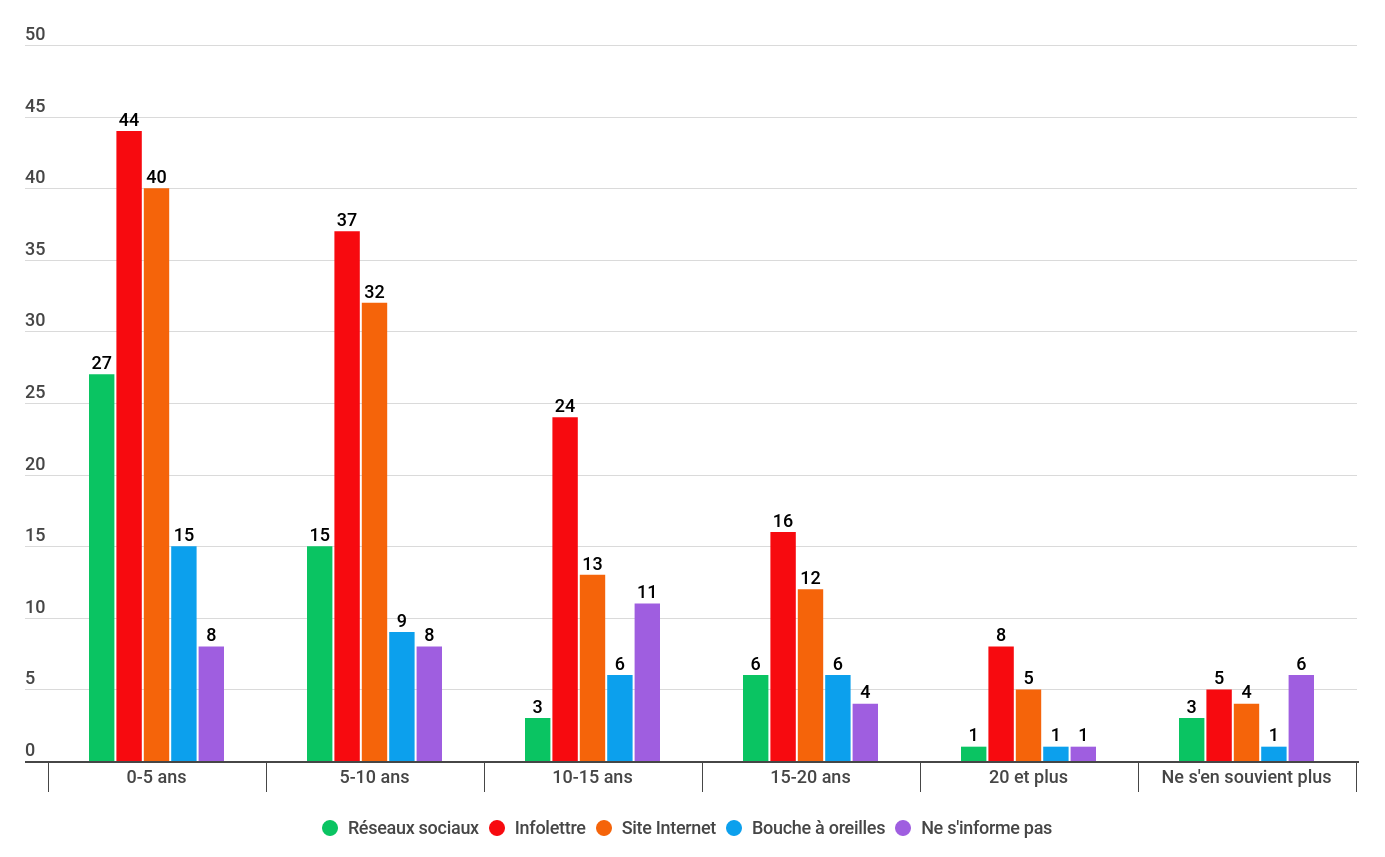 50
45
40
35
30
25
20
15
10
5
0
27 44 40 15 8
15 37 32 9 8
3 24 13 6 11
6 16 12 6 4
1 8 5 1 1
3 5 4 1 6
0-5 ans 5-10 ans 10-15 ans 15-20 ans 20 et plus Ne s'en souvient plus
Réseaux sociaux Infolettre Site Internet Bouche à oreilles Ne s'informe pas